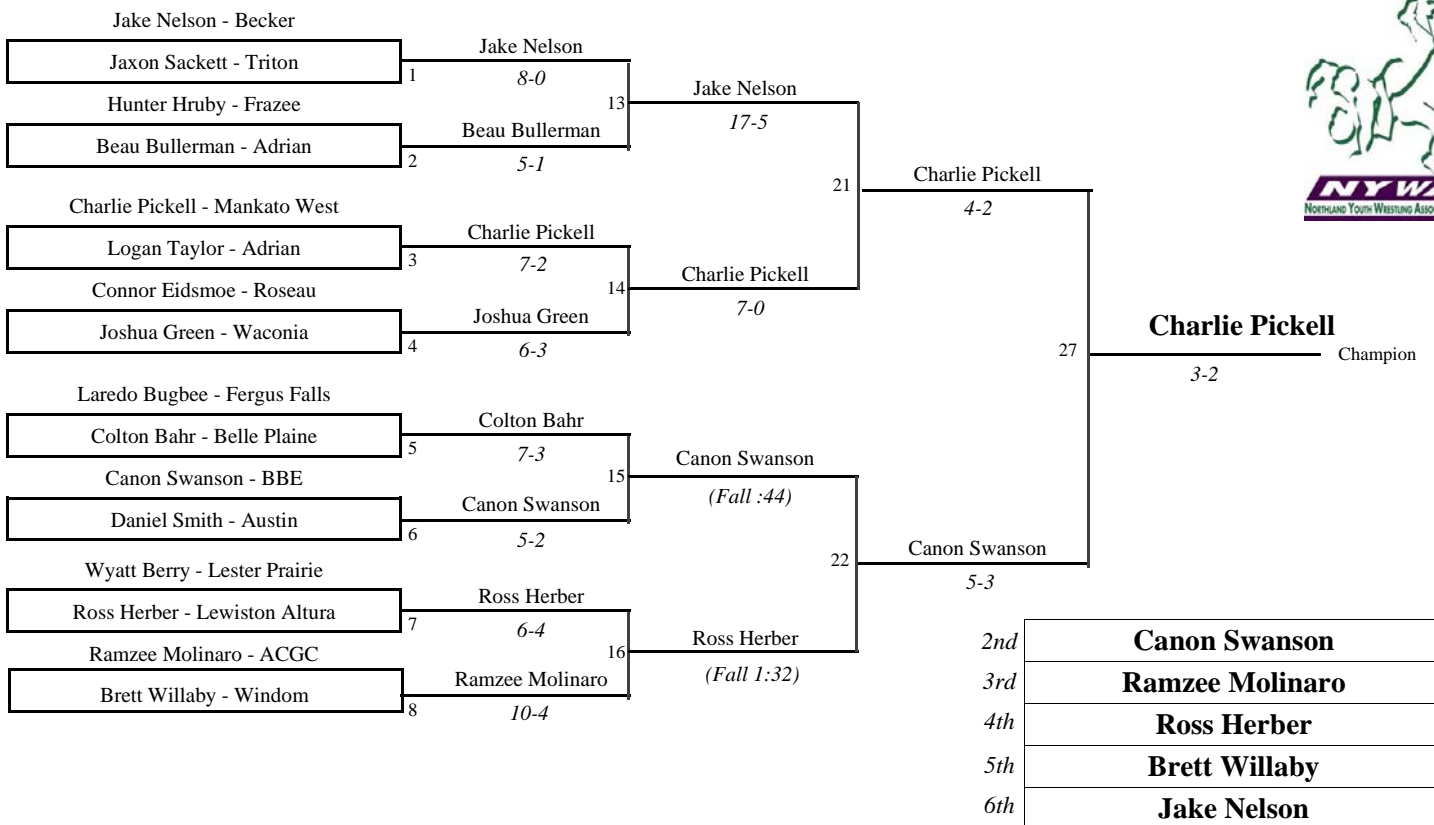 Jake Nelson - Becker
Jaxon Sackett - Triton
1
Jake Nelson
8-0
Hunter Hruby - Frazee
Beau Bullerman - Adrian
2
Beau Bullerman
5-1
13
Jake Nelson
17-5
Charlie Pickell - Mankato West
Logan Taylor - Adrian
3
Charlie Pickell
7-2
Connor Eidsmoe - Roseau
Joshua Green - Waconia
4
Joshua Green
6-3
14
Charlie Pickell
7-0
21
Charlie Pickell
4-2
Laredo Bugbee - Fergus Falls
Colton Bahr - Belle Plaine
5
Colton Bahr
7-3
Canon Swanson - BBE
Daniel Smith - Austin
6
Canon Swanson
5-2
15
Canon Swanson
(Fall :44)
Wyatt Berry - Lester Prairie
Ross Herber - Lewiston Altura
7
Ross Herber
6-4
Ramzee Molinaro - ACGC
Brett Willaby - Windom
8
Ramzee Molinaro
10-4
16
Ross Herber
(Fall 1:32)
22
Canon Swanson
5-3
27
Charlie Pickell
Champion
3-2
2nd Canon Swanson
3rd Ramzee Molinaro
4th Ross Herber
5th Brett Willaby
6th Jake Nelson
NYW
Northland Youth Wrestling